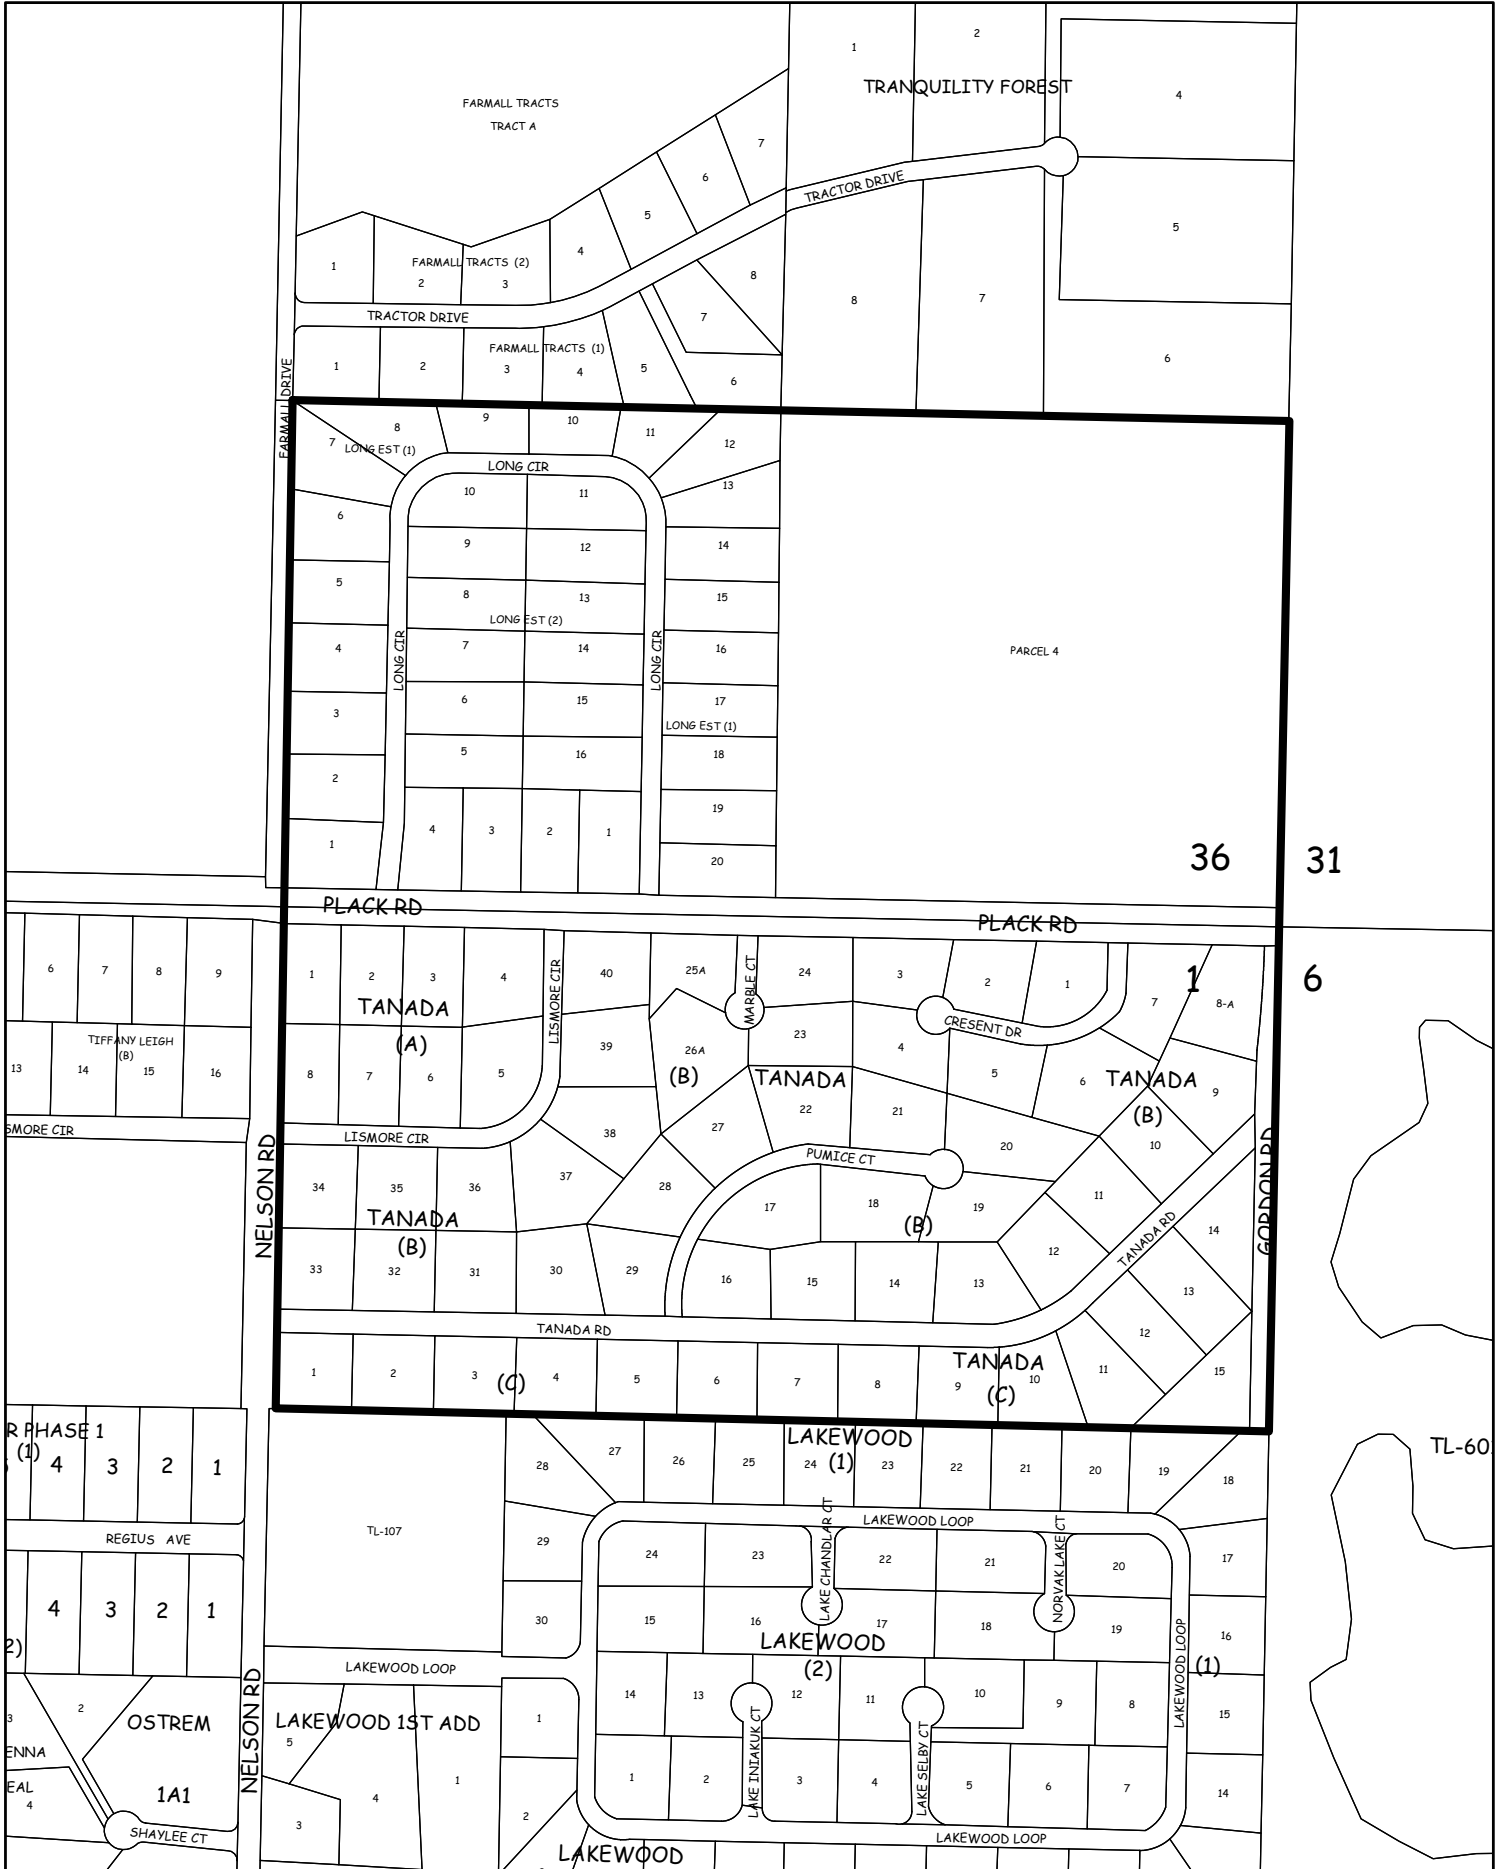 1
2
TRANQUILITY FOREST
4
FARMALL TRACTS
TRACT A
7
6
TRACTOR DRIVE
5
5
4
1
FARMALL TRACTS (2)
2
3
8
8
7
7
TRACTOR DRIVE
FARMALL DRIVE
FARMALL TRACTS (1)
1
2
3
4
5
6
6
7
8
LONG EST (1)
9
10
11
12
LONG CIR
13
10
11
6
9
12
14
5
8
13
15
LONG EST (2)
4
LONG CIR
7
14
LONG CIR
16
PARCEL 4
3
6
15
17
LONG EST (1)
2
5
16
18
19
1
4
3
2
1
20
36
31
PLACK RD
PLACK RD
6
7
8
9
1
2
3
4
LISMORE CIR
40
25A
MARBLE CT
24
3
2
1
7
1
8-A
6
TANADA
(A)
TIFFANY LEIGH
(B)
13
14
15
16
8
7
6
5
39
26A
(B)
23
TANADA
4
CRESENT DR
5
6
TANADA
(B)
9
SMORE CIR
LISMORE CIR
38
27
22
21
20
10
GORDON RD
NELSON RD
34
35
36
37
28
PUMICE CT
17
18
(B)
19
11
TANADA RD
14
TANADA
(B)
33
32
31
30
29
16
15
14
13
12
13
TANADA RD
12
1
2
3
(C)
4
5
6
7
8
9
TANADA
(C)
10
11
15
R PHASE 1
(1)
4
3
2
1
LAKEWOOD
(1)
28
27
26
25
24
23
22
21
20
19
18
TL-60
REGIUS AVE
TL-107
29
LAKEWOOD LOOP
24
23
LAKE CHANDLAR CT
22
21
NORVAK LAKE CT
20
17
4
3
2
1
30
15
16
17
18
19
LAKEWOOD LOOP
16
2)
LAKEWOOD
(2)
(1)
NELSON RD
LAKEWOOD LOOP
14
13
12
11
10
9
8
15
3
2
OSTREM
LAKEWOOD 1ST ADD
5
1
LAKE INIAKUK CT
LAKE SELBY CT
ENNA
EAL
4
1A1
4
1
1
2
3
4
5
6
7
14
SHAYLEE CT
3
2
LAKEWOOD LOOP
LAKEWOOD